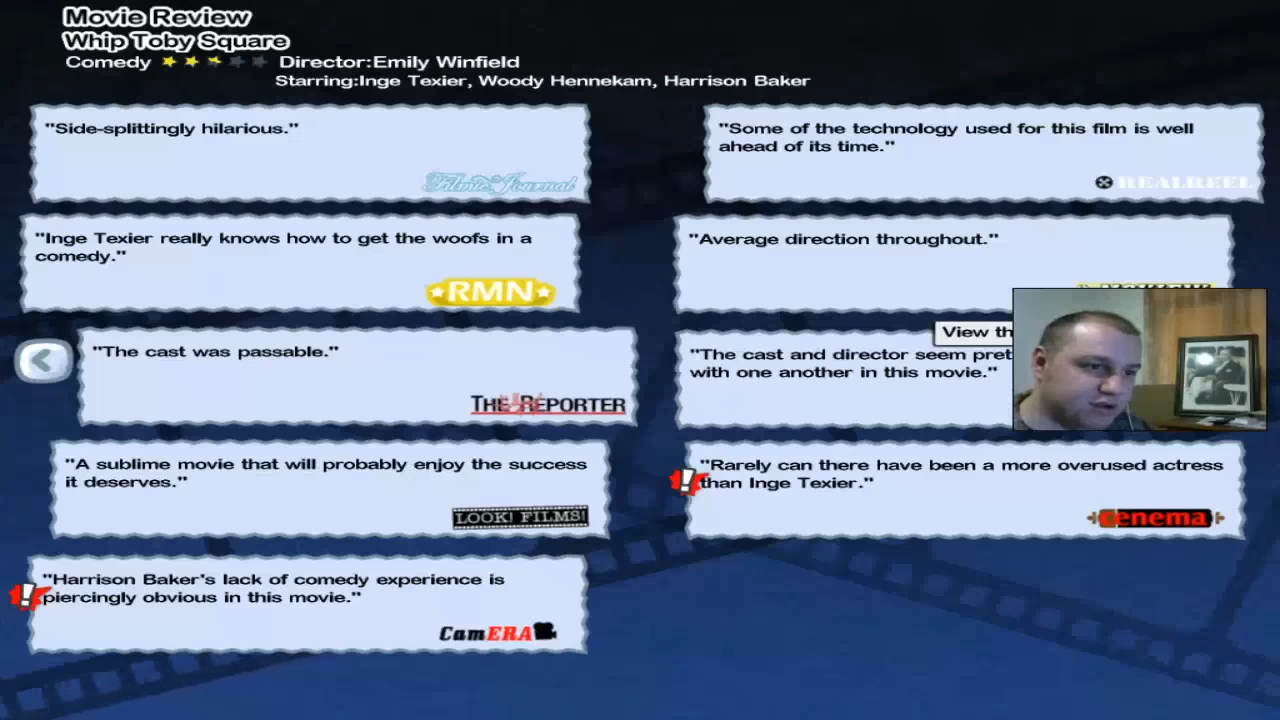 Movie Review
Whip Toby Square
Comedy
Director:Emily Winfield
Starring:Inge Texier, Woody Hennekam, Harrison Baker
"Side-splittingly hilarious."
Filmic Journal
"Some of the technology used for this film is well
ahead of its time."
REALREEL
"Inge Texier really knows how to get the woofs in a
comedy."
RMN
"Average direction throughout."
View th
"The cast was passable."
THE REPORTER
"The cast and director seem pret
with one another in this movie."
"A sublime movie that will probably enjoy the success
it deserves."
LOOK! FILMS!
"Rarely can there have been a more overused actress
than Inge Texier."
cenema
"Harrison Baker's lack of comedy experience is
piercingly obvious in this movie."
CamERA